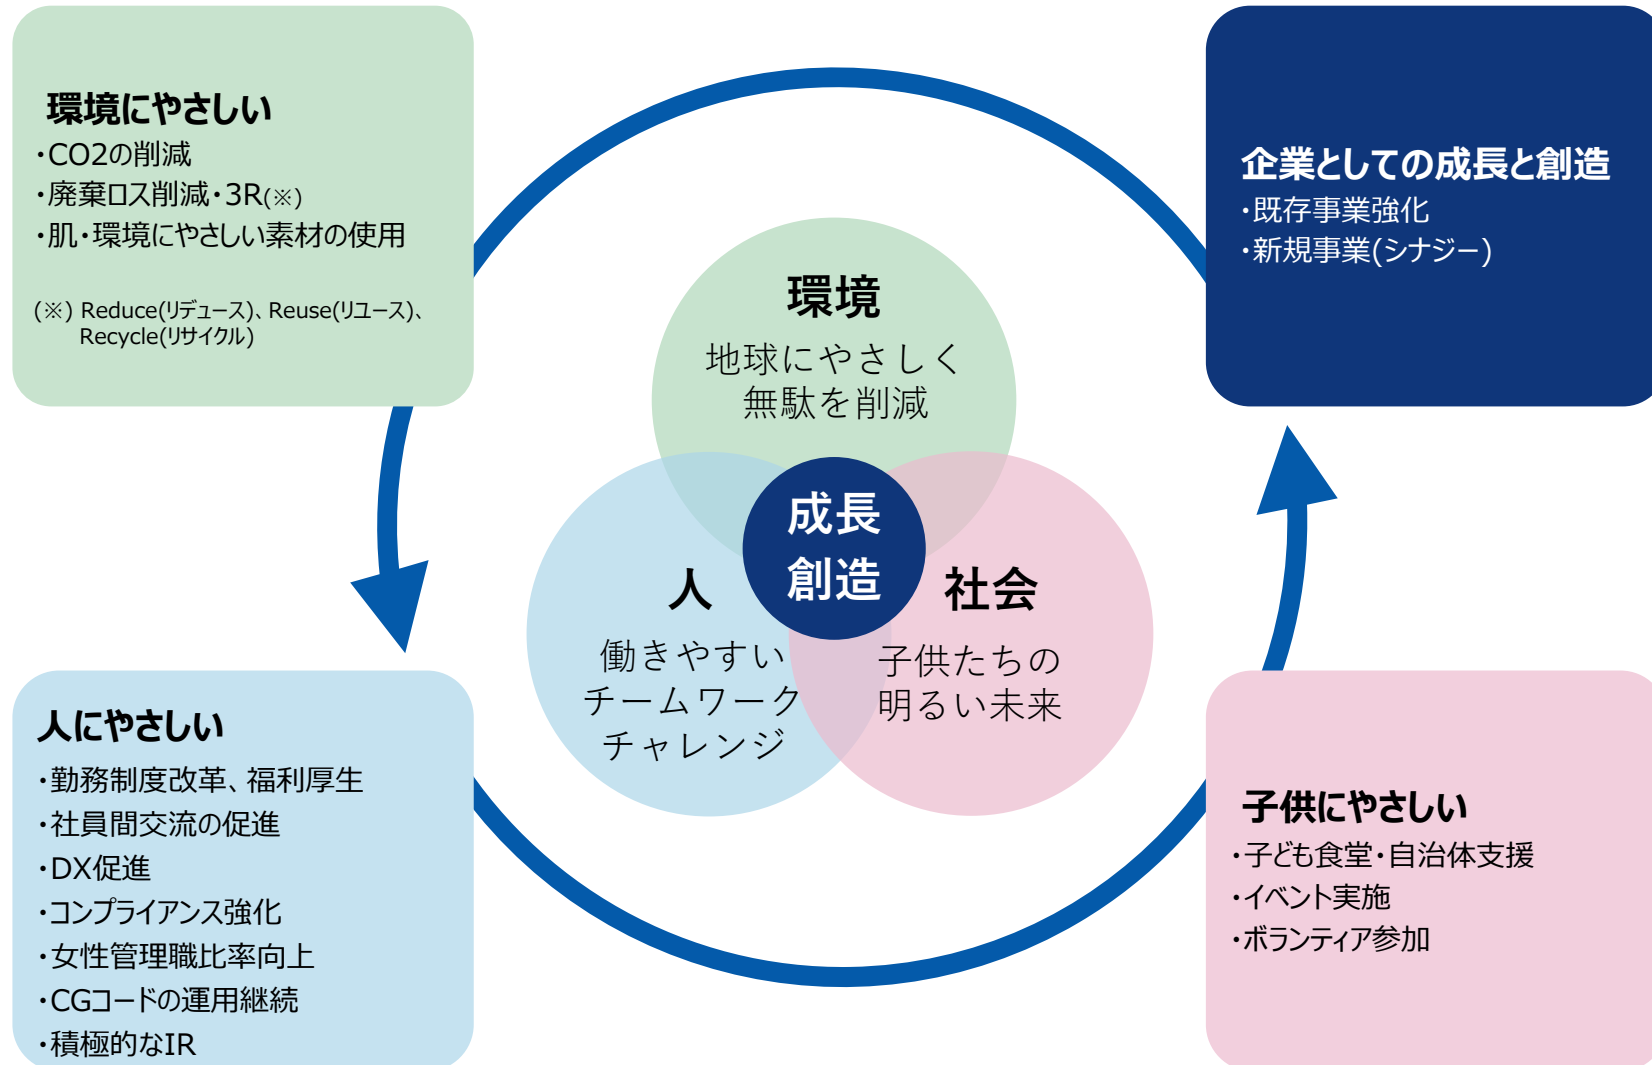 環境にやさしい
・CO2の削減
・廃棄ロス削減・3R(※)
・肌・環境にやさしい素材の使用
(※) Reduce(リデュース)、Reuse(リユース)、
Recycle(リサイクル)
企業としての成長と創造
・既存事業強化
・新規事業(シナジー)
環境
地球にやさしく
無駄を削減
成長
創造
人
働きやすい
チームワーク
チャレンジ
社会
子供たちの
明るい未来
人にやさしい
・勤務制度改革、福利厚生
・社員間交流の促進
・DX促進
・コンプライアンス強化
・女性管理職比率向上
・CGコードの運用継続
・積極的なIR
子供にやさしい
・子ども食堂・自治体支援
・イベント実施
・ボランティア参加